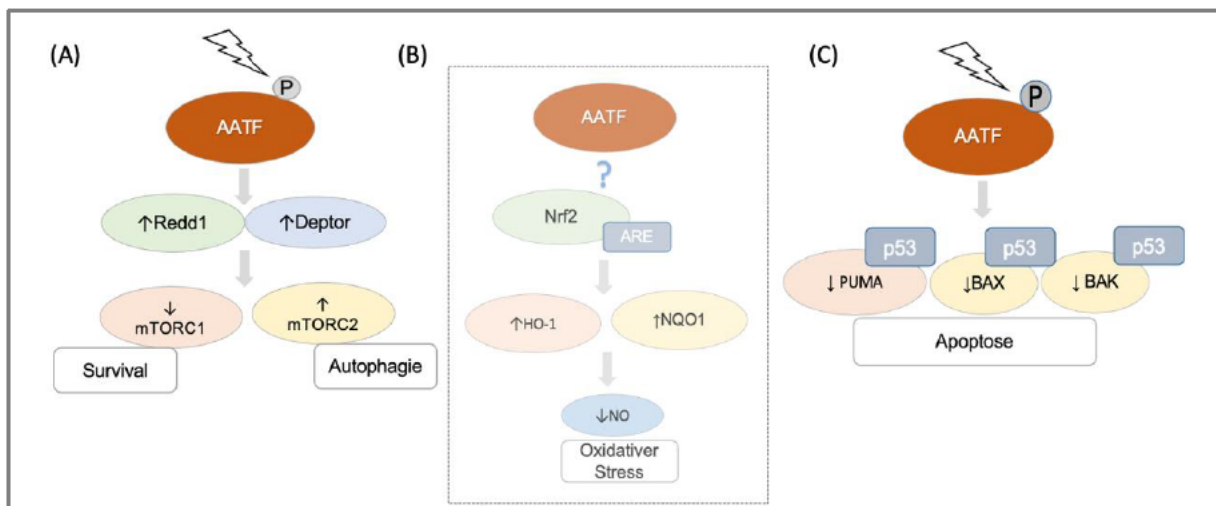 (A)
P
AATF
↑Redd1
↑Deptor
↓
mTORC1
↑
mTORC2
Survival
Autophagie
(B)
AATF
?
Nrf2
ARE
↑HO-1
↑NQO1
↓NO
Oxidativer
Stress
(C)
P
AATF
p53
p53
p53
↓ PUMA
↓BAX
↓ BAK
Apoptose